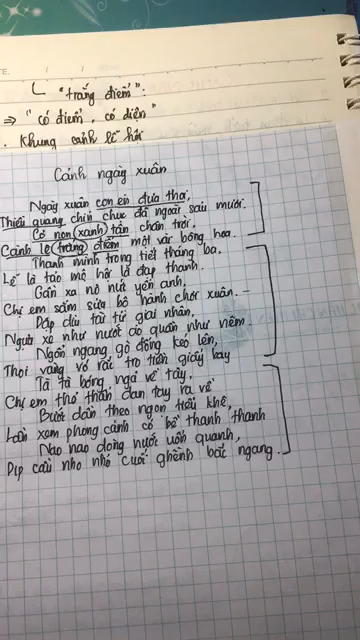 "trắng điểm":
⇒ "có điểm, có diện"
. Khung cảnh lễ hội
Cảnh ngày xuân
Ngày xuân con én đưa thơi,
Thiều quang chín chục đã ngoài sáu mươi.
Cỏ non (xanh) tận chân trời,
Cành lê (trắng) điểm một vài bông hoa.
Thanh minh trong tiết tháng ba,
Lễ là tảo mộ hội là đạp thanh.
Gần xa nô nức yến anh,
Chị em sắm sửa bộ hành chơi xuân.
Dập dìu tài tử giai nhân,
Ngựa xe như nước áo quần như nêm.
Ngổn ngang gò đống kéo lên,
Thoi vàng vó rắc tro tiền giấy bay
Tà tà bóng ngả về tây,
Chị em thơ thẩn dan tay ra về
Bước dần theo ngọn tiểu khê,
Lần xem phong cảnh có bề thanh thanh
Nao nao dòng nước uốn quanh,
Dịp cầu nho nhỏ cuối ghềnh bắc ngang.